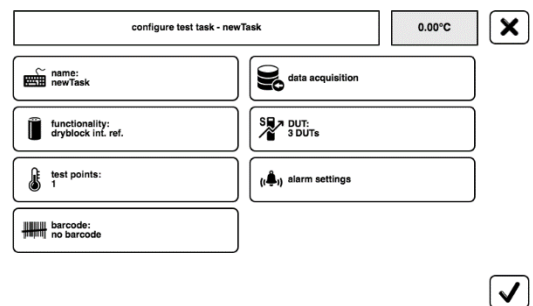 configure test task - newTask
0.00°C
name:
newTask
data acquisition
functionality:
dryblock int. ref.
S
DUT:
3 DUTs
test points:
1
alarm settings
barcode:
no barcode